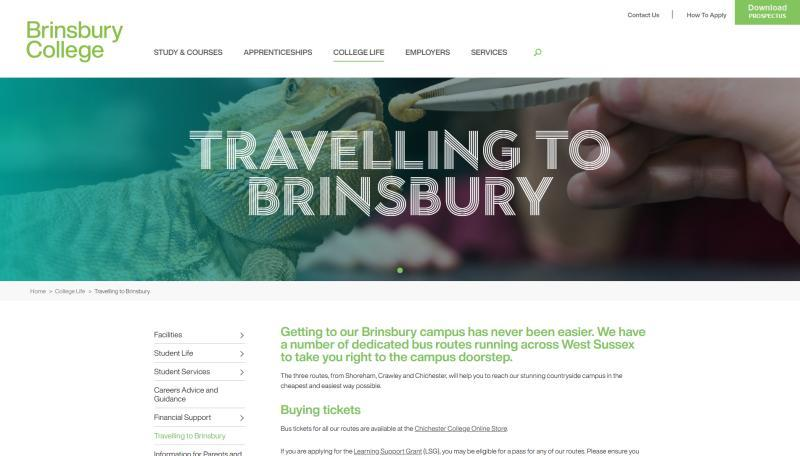 Contact Us
How To Apply
Download
PROSPECTUS
Brinsbury
College
STUDY & COURSES
APPRENTICESHIPS
COLLEGE LIFE
EMPLOYERS
SERVICES
TRAVELLING TO
BRINSBURY
Home > College Life > Travelling to Brinsbury
Facilities
Student Life
Student Services
Careers Advice and
Guidance
Financial Support
Travelling to Brinsbury
Information for Parents and
Getting to our Brinsbury campus has never been easier. We have
a number of dedicated bus routes running across West Sussex
to take you right to the campus doorstep.
The three routes, from Shoreham, Crawley and Chichester, will help you to reach our stunning countryside campus in the
cheapest and easiest way possible.
Buying tickets
Bus tickets for all our routes are available at the Chichester College Online Store.
If you are applying for the Learning Support Grant (LSG), you may be eligible for a pass for any of our routes. Please ensure you